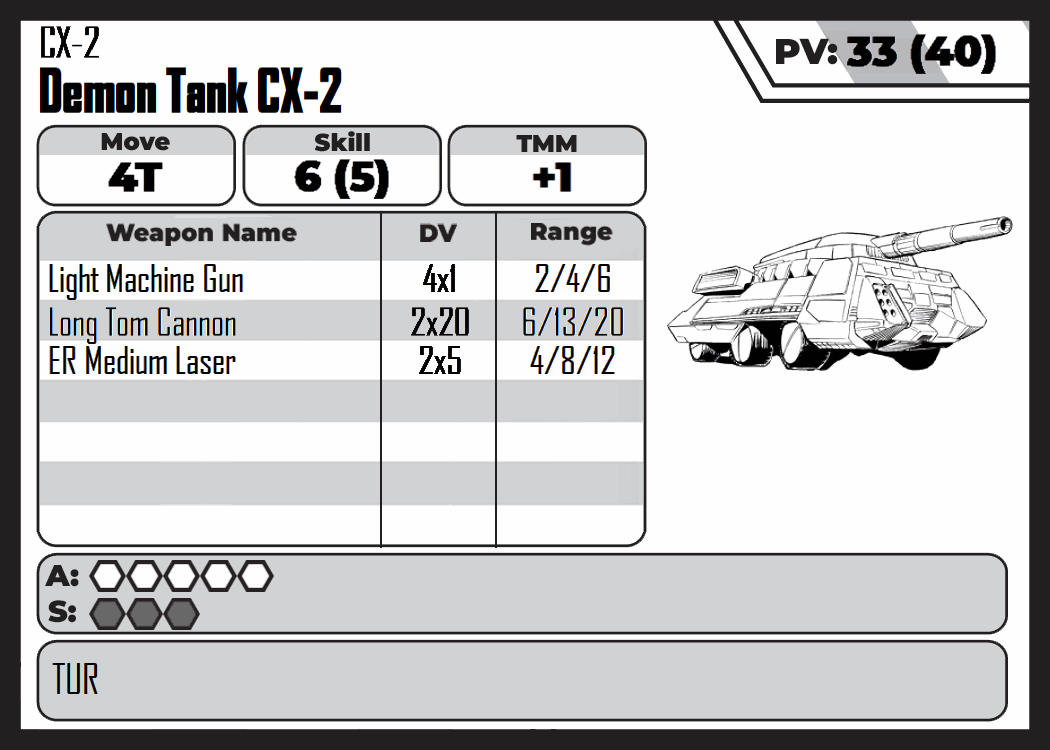 CX-2
Demon Tank CX-2
PV: 33 (40)
Move Skill TMM
4T 6 (5) +1
Weapon Name DV Range
Light Machine Gun 4x1 2/4/6
Long Tom Cannon 2x20 6/13/20
ER Medium Laser 2x5 4/8/12
A:
S:
TUR